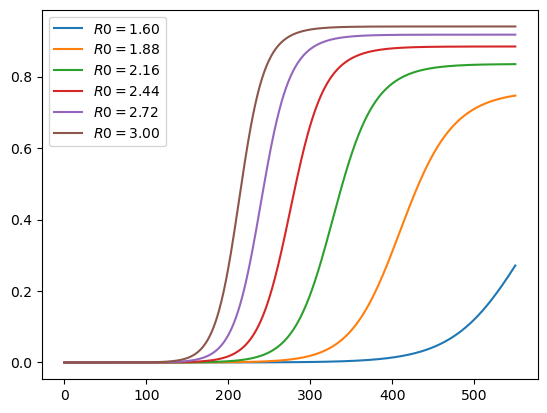 R0 = 1.60
R0 = 1.88
R0 = 2.16
R0 = 2.44
R0 = 2.72
R0 = 3.00
0.8
0.6
0.4
0.2
0.0
0 100 200 300 400 500